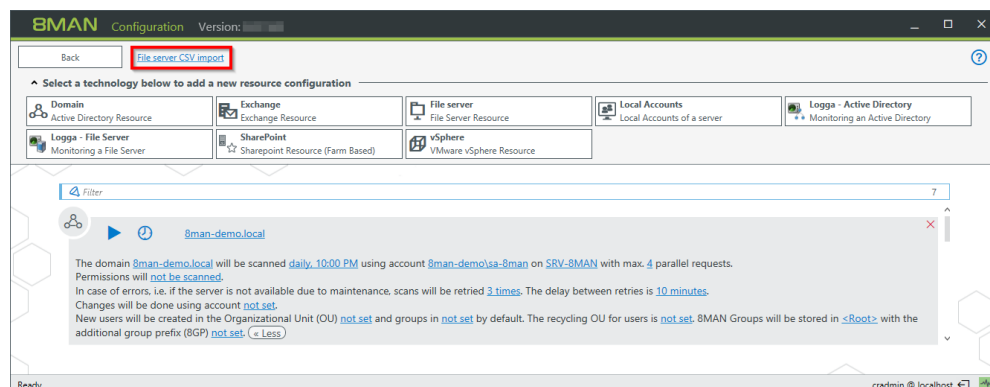 8MAN Configuration Version:
Back File server CSV import
Select a technology below to add a new resource configuration
Domain Exchange File server Local Accounts Logga - Active Directory
Active Directory Resource Exchange Resource File Server Resource Local Accounts of a server Monitoring an Active Directory
Logga - File Server SharePoint vSphere
Monitoring a File Server Sharepoint Resource (Farm Based) VMware vSphere Resource
Filter 7
8man-demo.local
The domain 8man-demo.local will be scanned daily, 10:00 PM using account 8man-demo\sa-8man on SRV-8MAN with max. 4 parallel requests.
Permissions will not be scanned.
In case of errors, i.e. if the server is not available due to maintenance, scans will be retried 3 times. The delay between retries is 10 minutes.
Changes will be done using account not set.
New users will be created in the Organizational Unit (OU) not set and groups in not set by default. The recycling OU for users is not set. 8MAN Groups will be stored in <Root> with the
additional group prefix (8GP) not set. « Less
Ready cradmin @ localhost